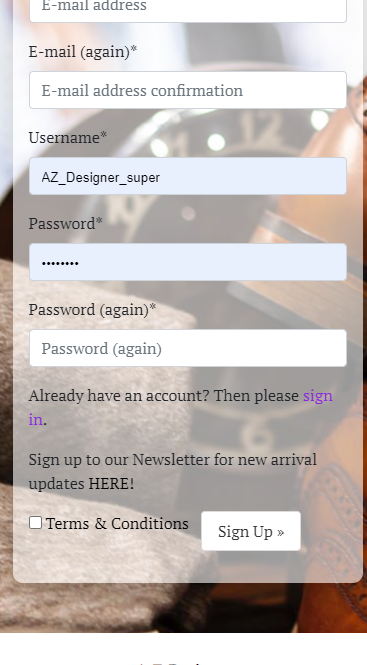 E-mail address
E-mail (again)*
E-mail address confirmation
Username*
AZ_Designer_super
Password*
••••••••
Password (again)*
Password (again)
Already have an account? Then please sign
in.
Sign up to our Newsletter for new arrival
updates HERE!
Terms & Conditions
Sign Up »